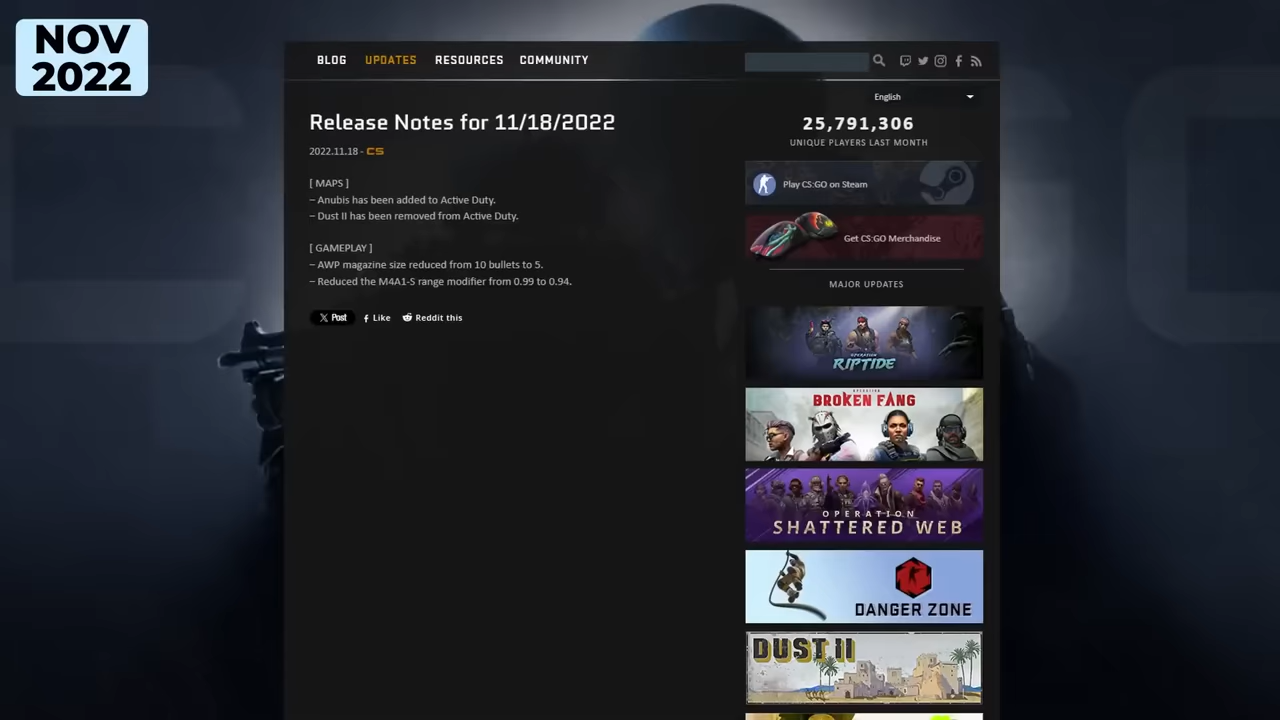 NOV
2022
BLOG UPDATES RESOURCES COMMUNITY
English
Release Notes for 11/18/2022
2022.11.18 - CS
[ MAPS ]
– Anubis has been added to Active Duty.
– Dust II has been removed from Active Duty.
[ GAMEPLAY ]
– AWP magazine size reduced from 10 bullets to 5.
– Reduced the M4A1-S range modifier from 0.99 to 0.94.
X Post Like Reddit this
25,791,306
UNIQUE PLAYERS LAST MONTH
Play CS:GO on Steam
Get CS:GO Merchandise
MAJOR UPDATES
OPERATION
RIPTIDE
OPERATION
BROKEN FANG
OPERATION
SHATTERED WEB
DANGER ZONE
DUST II